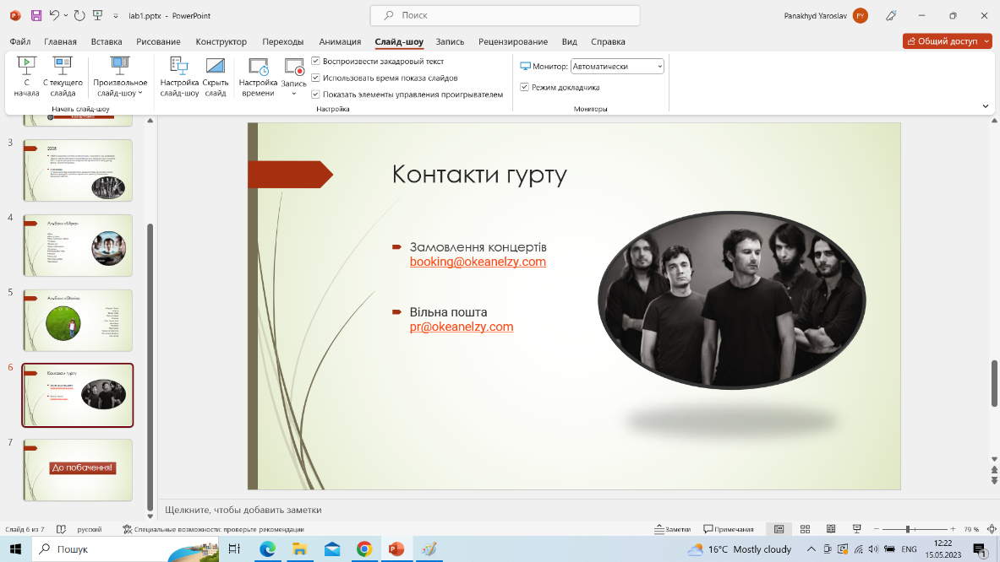 lab1.pptx - PowerPoint
Поиск
Panakhyd Yaroslav
PY
Файл Главная Вставка Рисование Конструктор Переходы Анимация Слайд-шоу Запись Рецензирование Вид Справка
Общий доступ
С начала
С текущего слайда
Произвольное слайд-шоу
Начать слайд-шоу
Настройка слайд-шоу
Скрыть слайд
Настройка времени
Запись
Воспроизвести закадровый текст
Использовать время показа слайдов
Показать элементы управления проигрывателем
Настройка
Монитор: Автоматически
Режим докладчика
Мониторы
3
2008
4
5
6
Контакти гурту
7
До побачення!
Контакти гурту
Замовлення концертів
booking@okeanelzy.com
Вільна пошта
pr@okeanelzy.com
Щелкните, чтобы добавить заметки
Слайд 6 из 7
русский
Специальные возможности: проверьте рекомендации
Заметки
Примечания
79 %
Пошук
16°C Mostly cloudy
ENG
12:22
15.05.2023
1